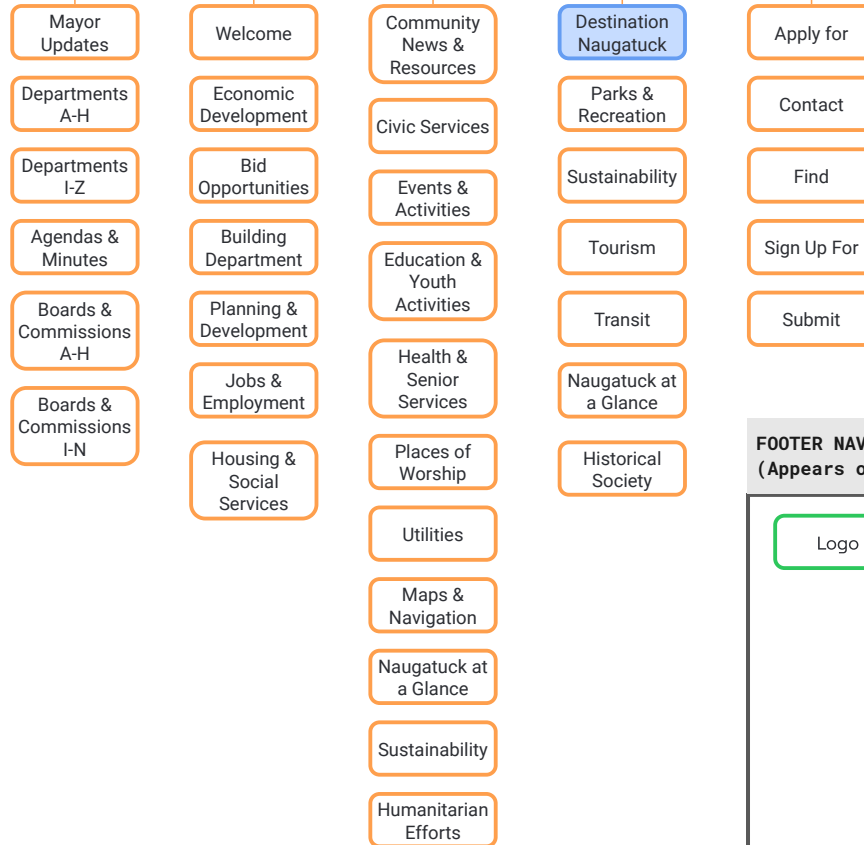 Mayor
Updates
Departments
A-H
Departments
I-Z
Agendas &
Minutes
Boards &
Commissions
A-H
Boards &
Commissions
I-N
Welcome
Economic
Development
Bid
Opportunities
Building
Department
Planning &
Development
Jobs &
Employment
Housing &
Social
Services
Community
News &
Resources
Civic Services
Events &
Activities
Education &
Youth
Activities
Health &
Senior
Services
Places of
Worship
Utilities
Maps &
Navigation
Naugatuck at
a Glance
Sustainability
Humanitarian
Efforts
Destination
Naugatuck
Parks &
Recreation
Sustainability
Tourism
Transit
Naugatuck at
a Glance
Historical
Society
Apply for
Contact
Find
Sign Up For
Submit
FOOTER NAV
(Appears o
Logo